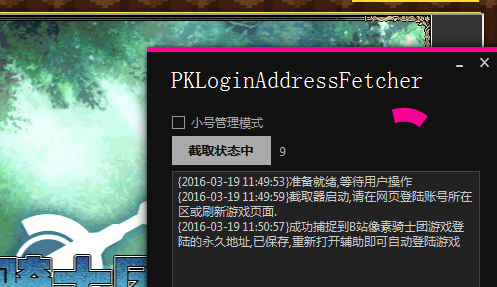 PKLoginAddressFetcher
小号管理模式
截取状态中 9
{2016-03-19 11:49:53}准备就绪,等待用户操作
{2016-03-19 11:49:59}截取器启动,请在网页登陆账号所在
区或刷新游戏页面.
{2016-03-19 11:50:57}成功捕捉到B站像素骑士团游戏登
陆的永久地址,已保存,重新打开辅助即可自动登陆游戏
骑士团